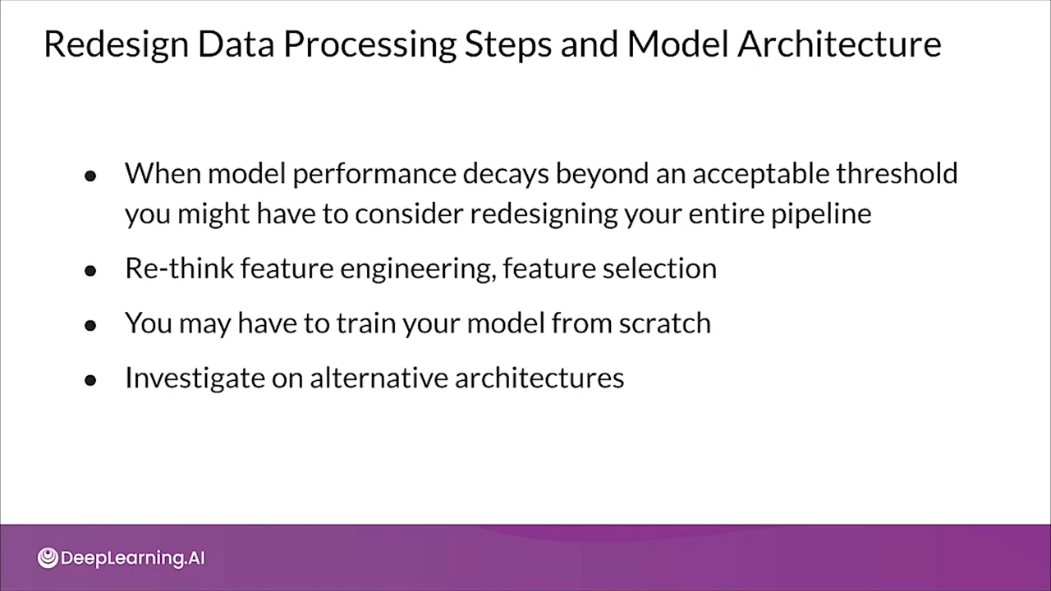 Redesign Data Processing Steps and Model Architecture
● When model performance decays beyond an acceptable threshold
you might have to consider redesigning your entire pipeline
● Re-think feature engineering, feature selection
● You may have to train your model from scratch
● Investigate on alternative architectures
DeepLearning.AI